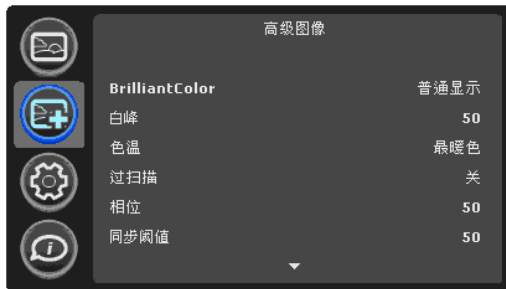 高级图像
BrilliantColor 普通显示
白峰 50
色温 最暖色
过扫描 关
相位 50
同步阈值 50